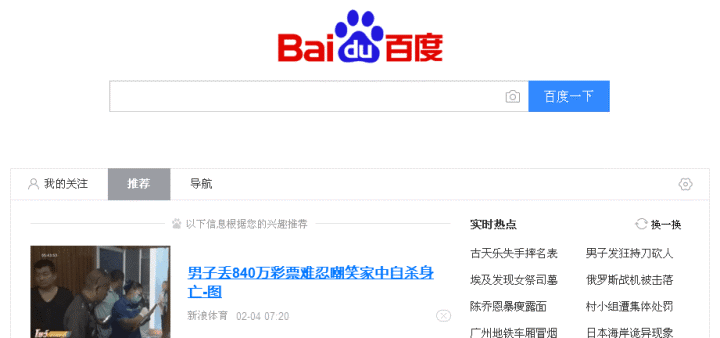 Bai du 百度
百度一下
我的关注 推荐 导航
以下信息根据您的兴趣推荐
男子丢840万彩票难忍嘲笑家中自杀身
亡-图
新浪体育 02-04 07:20
实时热点 换一换
古天乐失手摔名表 男子发狂持刀砍人
埃及发现女祭司墓 俄罗斯战机被击落
陈乔恩暴瘦露面 村小组遭集体处罚
广州地铁车厢冒烟 日本海岸诡异现象